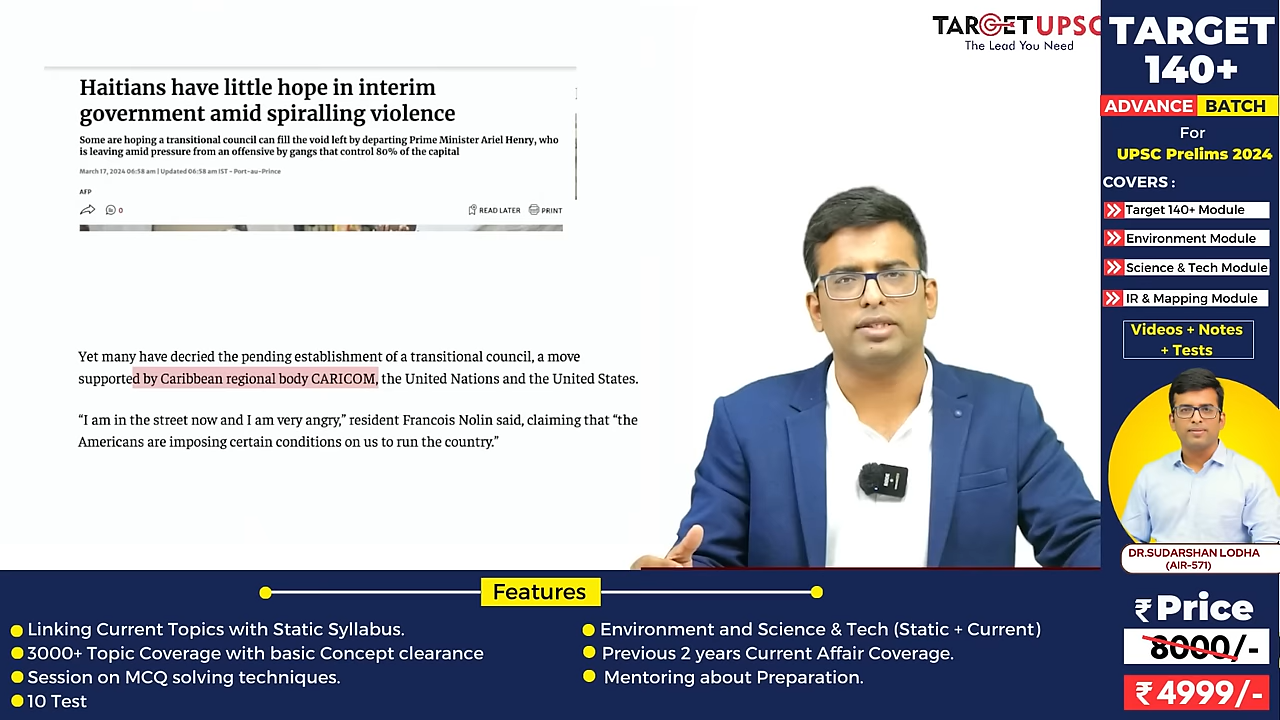 Haitians have little hope in interim
government amid spiralling violence
Some are hoping a transitional council can fill the void left by departing Prime Minister Ariel Henry, who
is leaving amid pressure from an offensive by gangs that control 80% of the capital
March 17, 2024 06:58 am | Updated 06:58 am IST - Port-au-Prince
AFP
0
READ LATER
PRINT
Yet many have decried the pending establishment of a transitional council, a move
supported by Caribbean regional body CARICOM, the United Nations and the United States.
“I am in the street now and I am very angry,” resident Francois Nolin said, claiming that “the
Americans are imposing certain conditions on us to run the country.”
TARGETUPSC
The Lead You Need
TARGET
140+
ADVANCE BATCH
For
UPSC Prelims 2024
COVERS :
Target 140+ Module
Environment Module
Science & Tech Module
IR & Mapping Module
Videos + Notes
+ Tests
DR.SUDARSHAN LODHA
(AIR-571)
₹ Price
8000/-
₹ 4999/-
Features
Linking Current Topics with Static Syllabus.
3000+ Topic Coverage with basic Concept clearance
Session on MCQ solving techniques.
10 Test
Environment and Science & Tech (Static + Current)
Previous 2 years Current Affair Coverage.
Mentoring about Preparation.